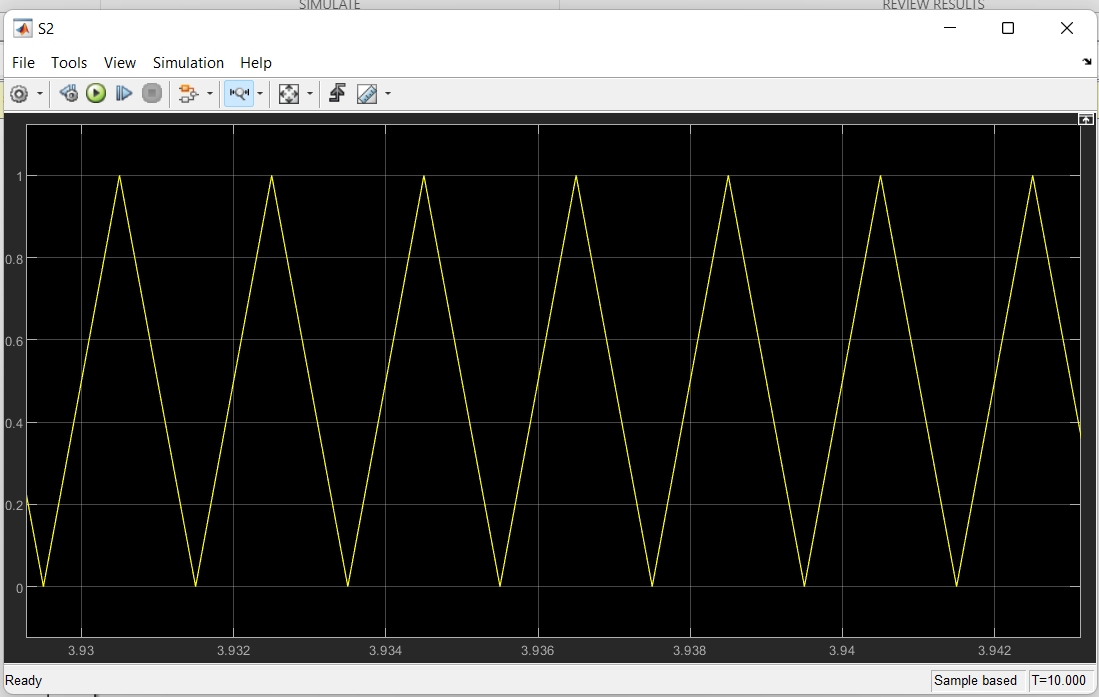 SIMULATE REVIEW RESULTS
S2
File Tools View Simulation Help
1
0.8
0.6
0.4
0.2
0
3.93 3.932 3.934 3.936 3.938 3.94 3.942
Ready Sample based T=10.000